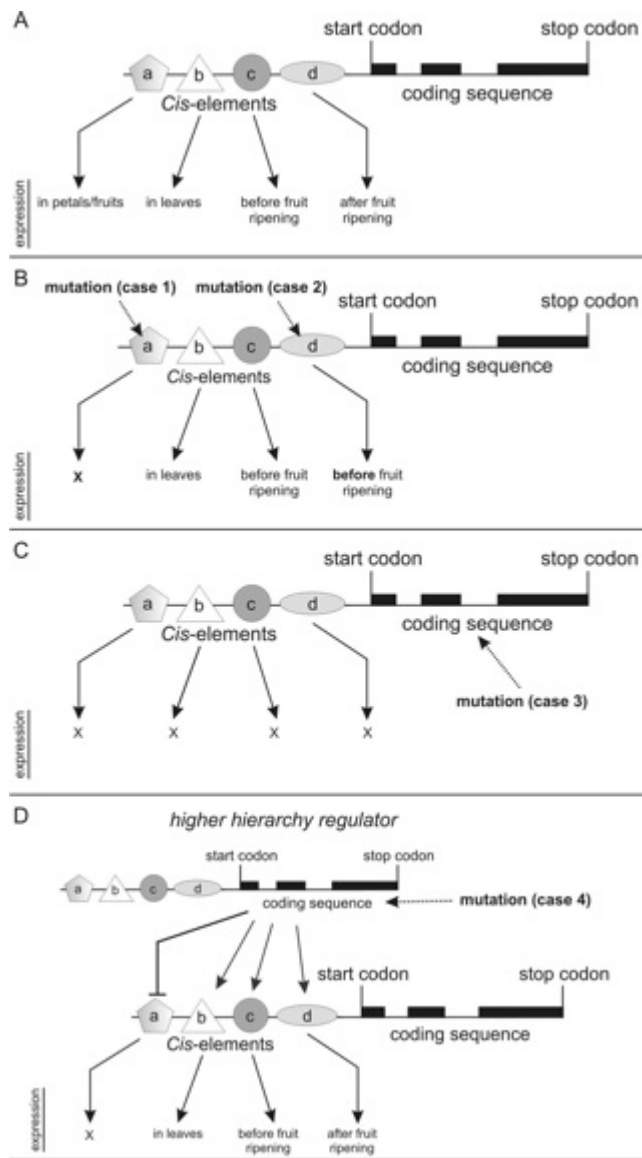 A
start codon
stop codon
a
b
c
d
Cis-elements
coding sequence
expression
in petals/fruits
in leaves
before fruit
ripening
after fruit
ripening
B
mutation (case 1)
mutation (case 2)
start codon
stop codon
a
b
c
d
Cis-elements
coding sequence
expression
X
in leaves
before fruit
ripening
before fruit
ripening
C
start codon
stop codon
a
b
c
d
Cis-elements
coding sequence
mutation (case 3)
expression
X
X
X
X
D
higher hierarchy regulator
start codon
stop codon
a
b
c
d
coding sequence
mutation (case 4)
start codon
stop codon
a
b
c
d
Cis-elements
coding sequence
expression
X
in leaves
before fruit
ripening
after fruit
ripening